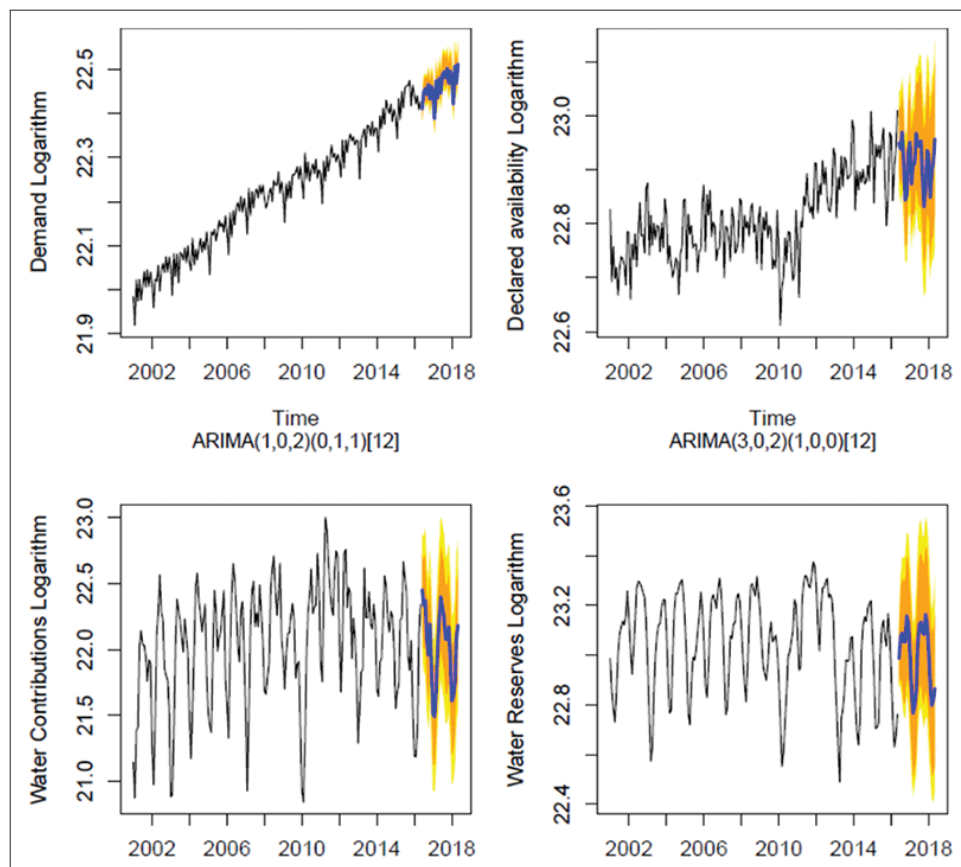 Demand Logarithm
22.5
22.3
22.1
21.9
2002 2006 2010 2014 2018
Time
ARIMA(1,0,2)(0,1,1)[12]
Declared availability Logarithm
23.0
22.8
22.6
2002 2006 2010 2014 2018
Time
ARIMA(3,0,2)(1,0,0)[12]
Water Contributions Logarithm
23.0
22.5
22.0
21.5
21.0
2002 2006 2010 2014 2018
Water Reserves Logarithm
23.6
23.2
22.8
22.4
2002 2006 2010 2014 2018